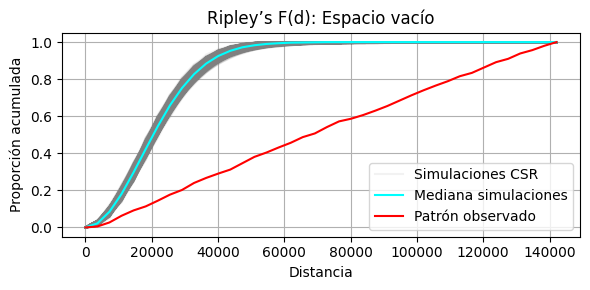 Ripley’s F(d): Espacio vacío
Proporción acumulada
1.0
0.8
0.6
0.4
0.2
0.0
Simulaciones CSR
Mediana simulaciones
Patrón observado
0
20000
40000
60000
80000
100000
120000
140000
Distancia